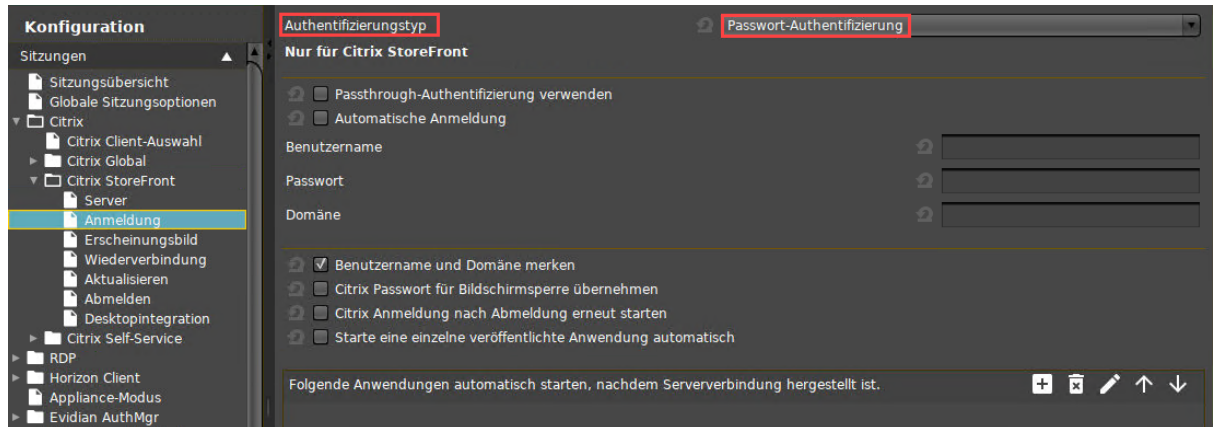 Konfiguration
Sitzungen
Sitzungsübersicht
Globale Sitzungsoptionen
Citrix
Citrix Client-Auswahl
Citrix Global
Citrix StoreFront
Server
Anmeldung
Erscheinungsbild
Wiederverbindung
Aktualisieren
Abmelden
Desktopintegration
Citrix Self-Service
RDP
Horizon Client
Appliance-Modus
Evidian AuthMgr
Authentifizierungstyp Passwort-Authentifizierung
Nur für Citrix StoreFront
Passthrough-Authentifizierung verwenden
Automatische Anmeldung
Benutzername
Passwort
Domäne
Benutzername und Domäne merken
Citrix Passwort für Bildschirmsperre übernehmen
Citrix Anmeldung nach Abmeldung erneut starten
Starte eine einzelne veröffentlichte Anwendung automatisch
Folgende Anwendungen automatisch starten, nachdem Serververbindung hergestellt ist.